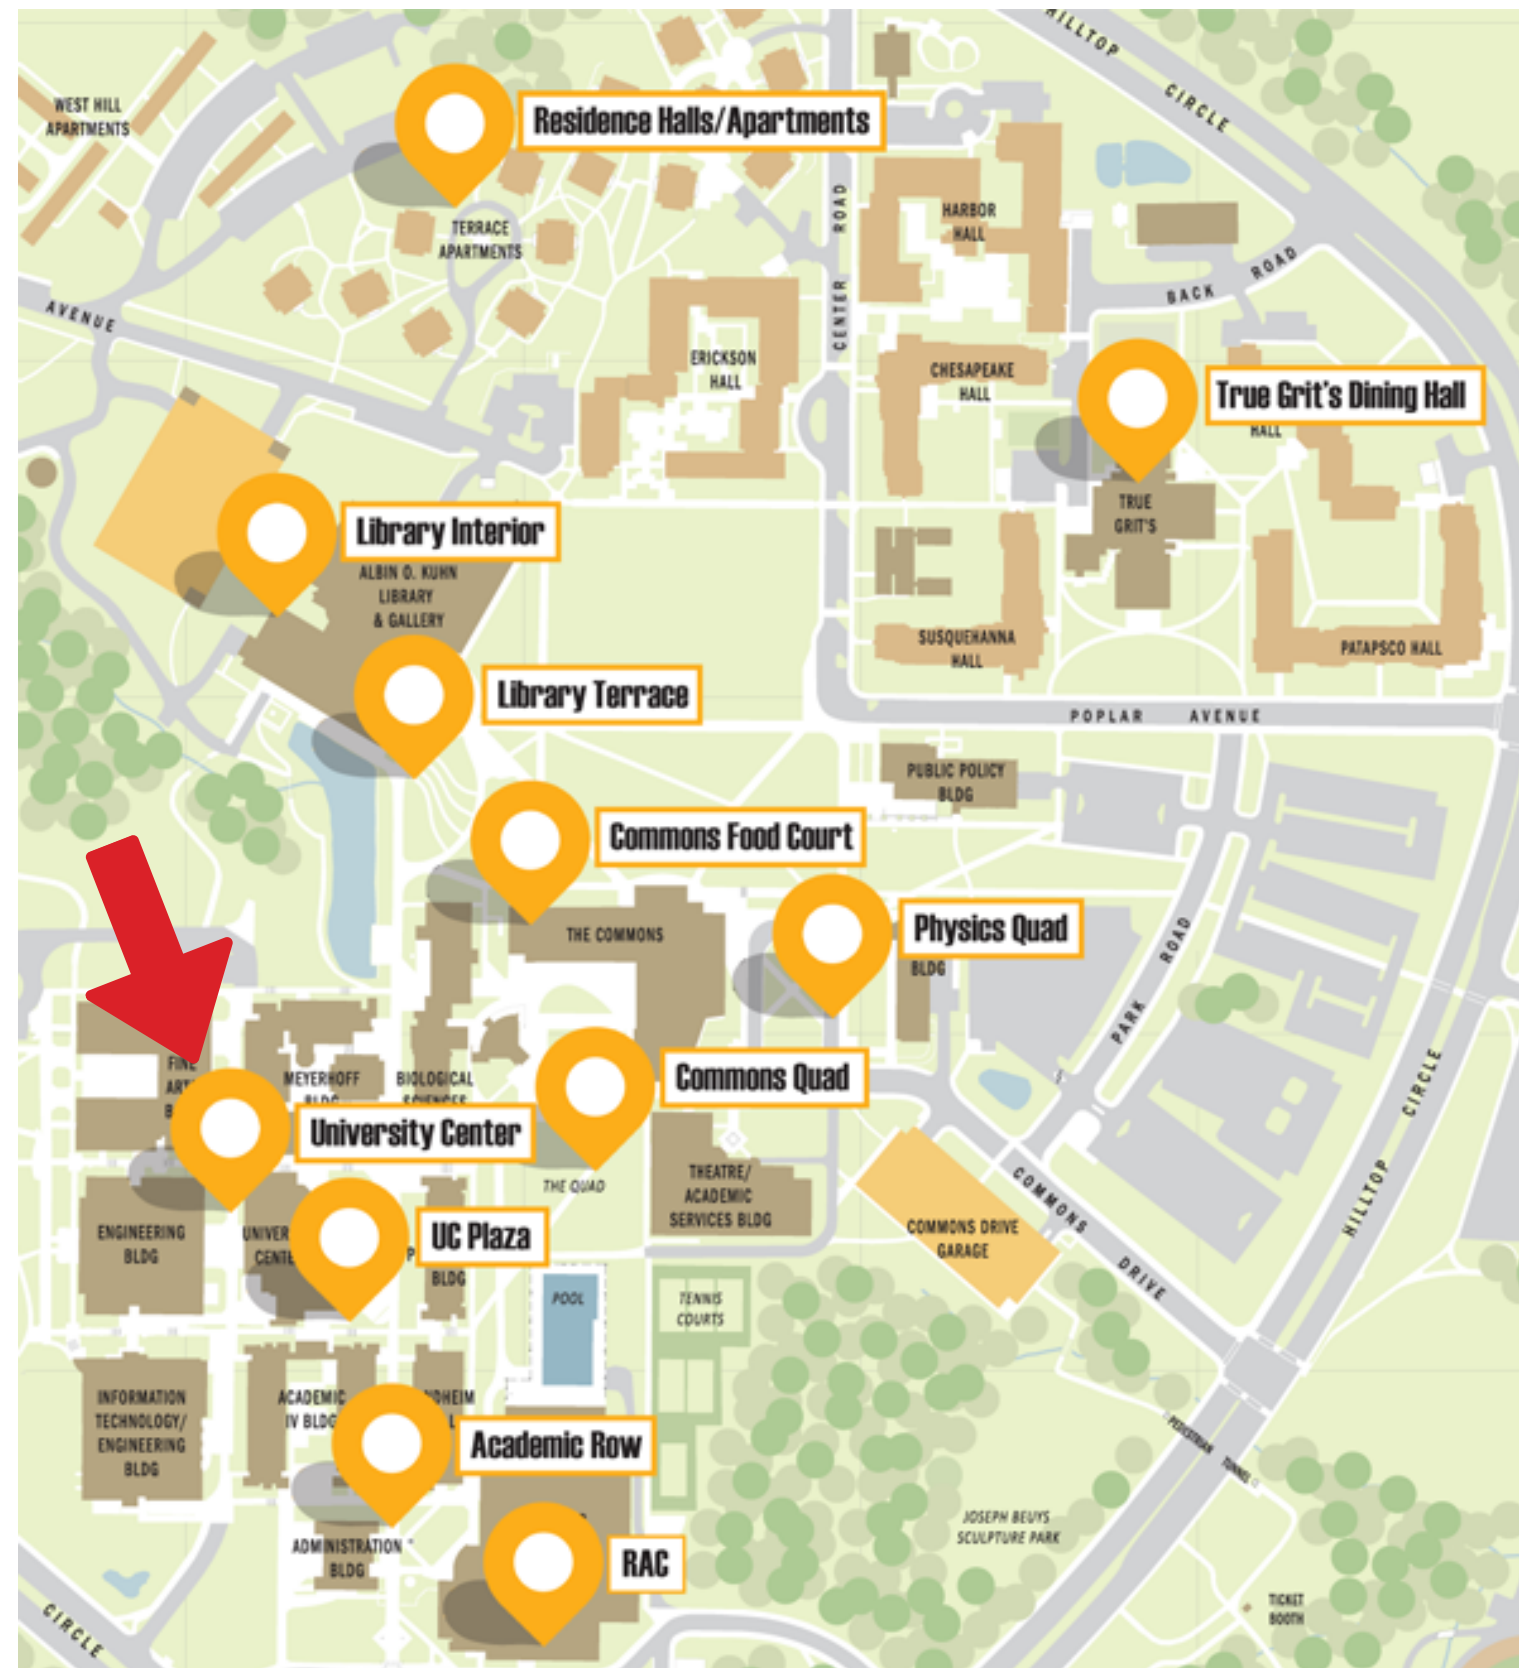 HILLTOP CIRCLE
WEST HILL
APARTMENTS
Residence Halls/Apartments
TERRACE
APARTMENTS
CENTER ROAD
HARBOR
HALL
BACK ROAD
AVENUE
ERICKSON
HALL
CHESAPEAKE
HALL
True Grit's Dining Hall
HALL
TRUE
GRIT'S
Library Interior
ALBIN O. KUHN
LIBRARY
& GALLERY
SUSQUEHANNA
HALL
PATAPSCO HALL
Library Terrace
POPLAR AVENUE
PUBLIC POLICY
BLDG
Commons Food Court
THE COMMONS
Physics Quad
BLDG
PARK ROAD
FINE
MEYERHOFF
BLDG
BIOLOGICAL
SCIENCES
Commons Quad
University Center
THE QUAD
THEATRE/
ACADEMIC
SERVICES BLDG
COMMONS DRIVE
GARAGE
COMMONS DRIVE
HILLTOP CIRCLE
ENGINEERING
BLDG
UC Plaza
BLDG
POOL
TENNIS
COURTS
INFORMATION
TECHNOLOGY/
ENGINEERING
BLDG
ACADEMIC
IV BLDG
Academic Row
PEDESTRIAN TUNNEL
JOSEPH BEUYS
SCULPTURE PARK
ADMINISTRATION
BLDG
RAC
TICKET
BOOTH
CIRCLE